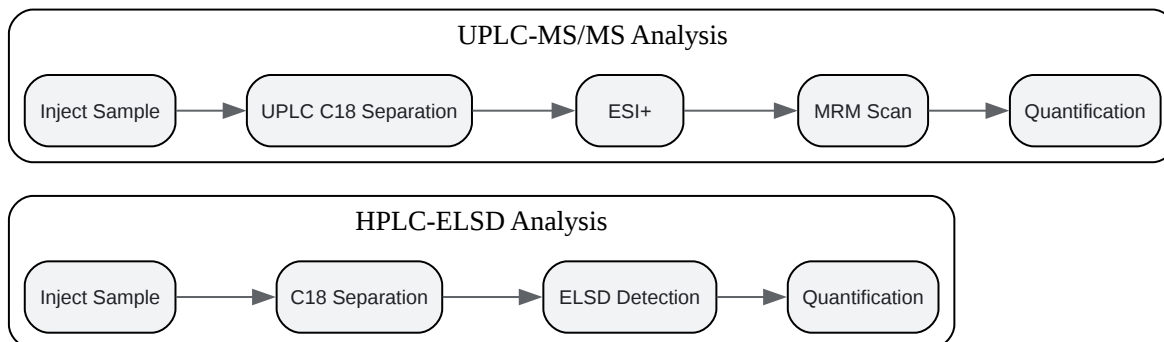 UPLC-MS/MS Analysis
Inject Sample
UPLC C18 Separation
ESI+
MRM Scan
Quantification
HPLC-ELSD Analysis
Inject Sample
C18 Separation
ELSD Detection
Quantification